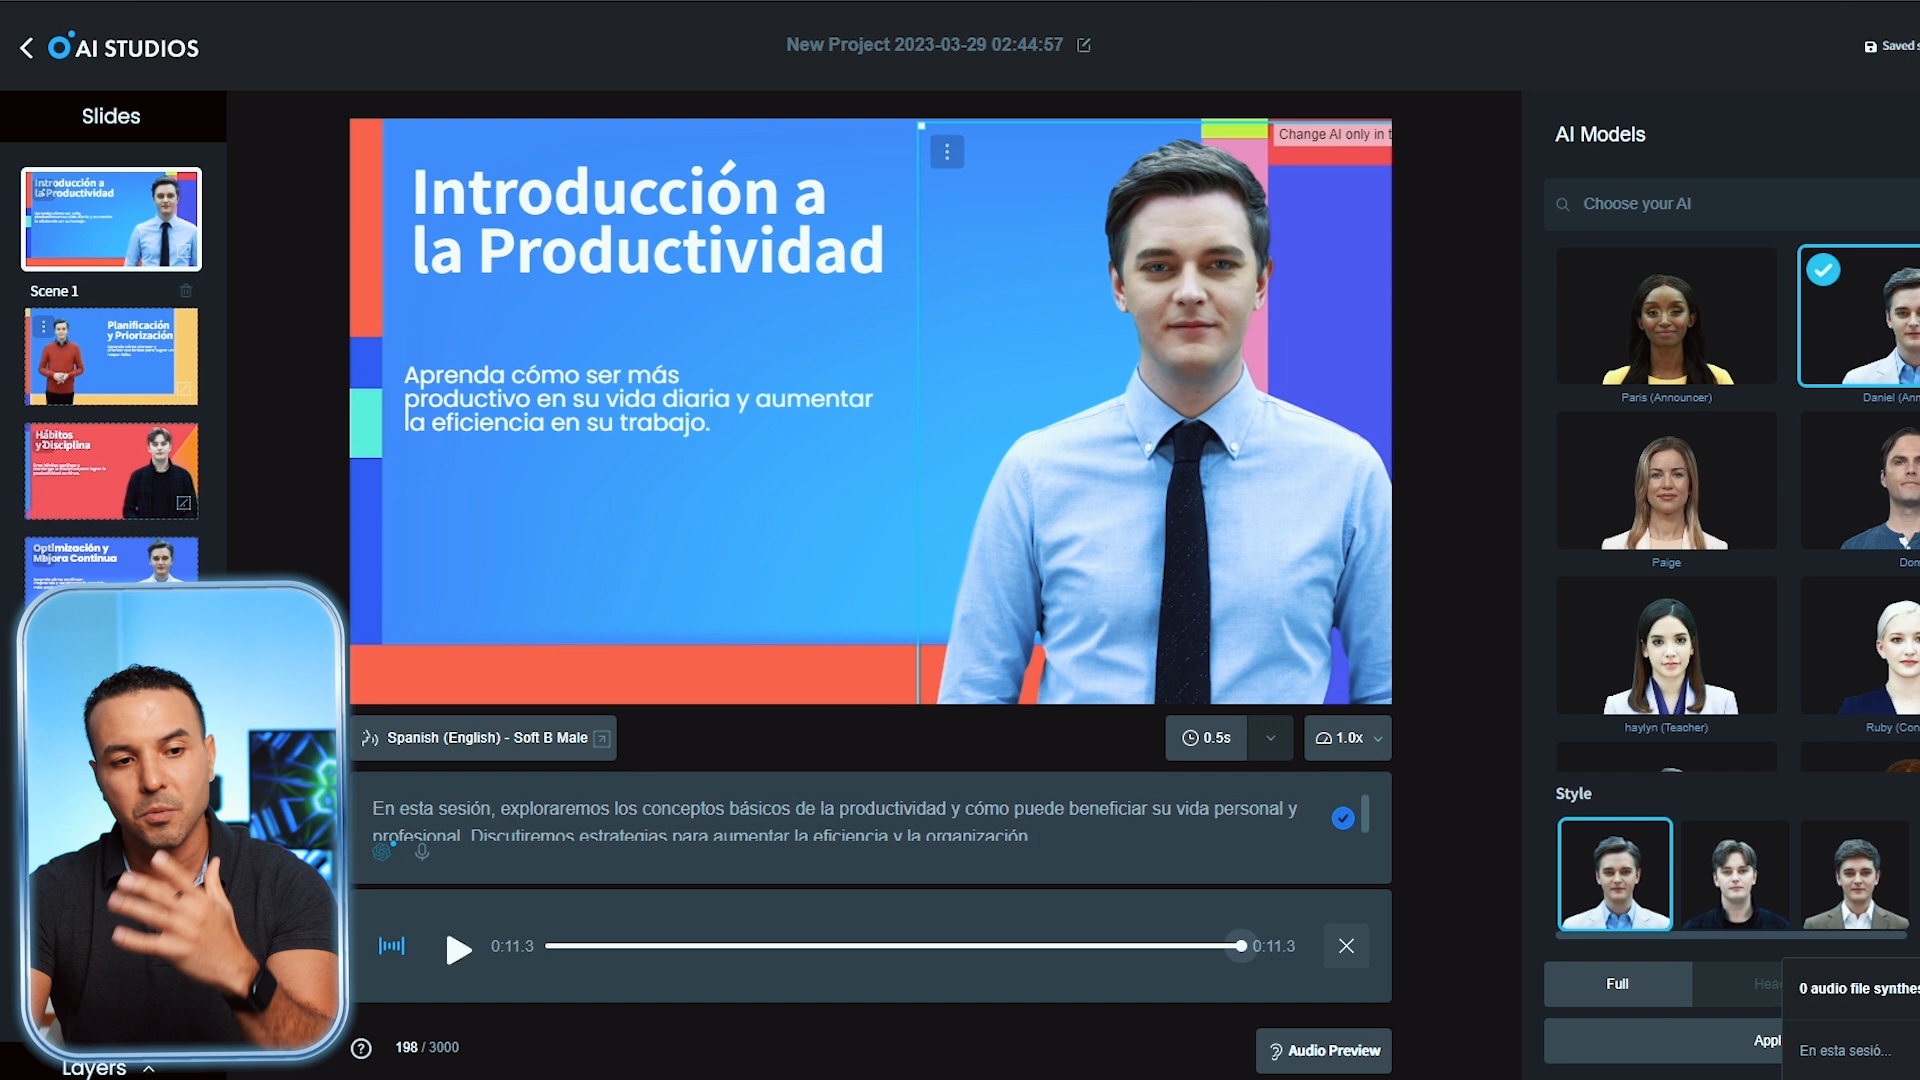 AI STUDIOS
New Project 2023-03-29 02:44:57
Saved s
Slides
Introducción a
la Productividad
Scene 1
Planificación
y Priorización
Hábitos
y Disciplina
Optimización y
Mejora Continua
Layers
Introducción a
la Productividad
Aprenda cómo ser más
productivo en su vida diaria y aumentar
la eficiencia en su trabajo.
Change AI only in t
Spanish (English) - Soft B Male
0.5s
1.0x
En esta sesión, exploraremos los conceptos básicos de la productividad y cómo puede beneficiar su vida personal y
profesional. Discutiremos estrategias para aumentar la eficiencia y la organización
0:11.3
0:11.3
198 / 3000
Audio Preview
AI Models
Choose your AI
Paris (Announcer)
Daniel (Ann
Paige
Dom
haylyn (Teacher)
Ruby (Con
Style
Full
Head
0 audio file synthes
Appl
En esta sesió...